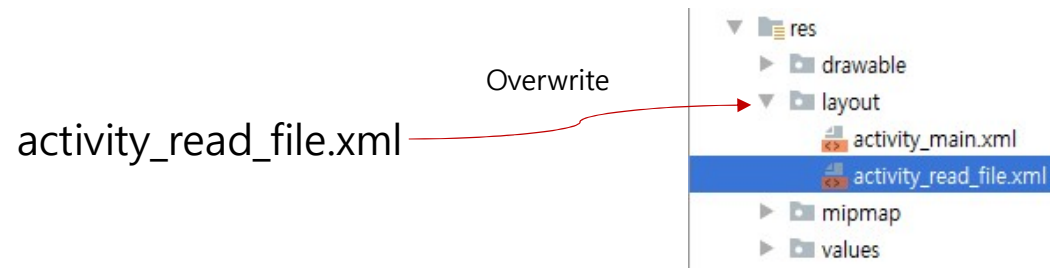 activity_read_file.xml
Overwrite
res
drawable
layout
activity_main.xml
activity_read_file.xml
mipmap
values